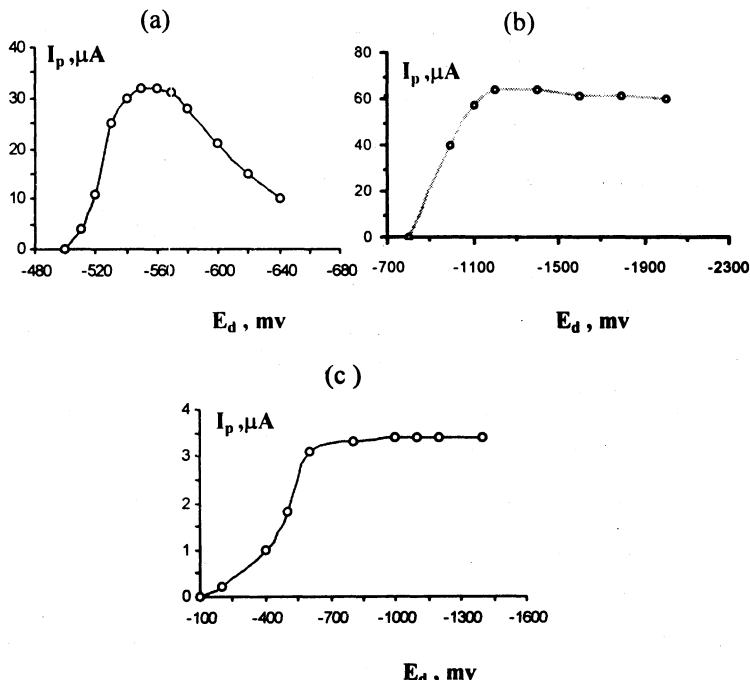 (a)
I_p ,µA
40
30
20
10
0
-480 -520 -560 -600 -640 -680
E_d , mv
(b)
I_p ,µA
80
60
40
20
0
-700 -1100 -1500 -1900 -2300
E_d , mv
(c )
I_p ,µA
4
3
2
1
0
-100 -400 -700 -1000 -1300 -1600
E_d , mv